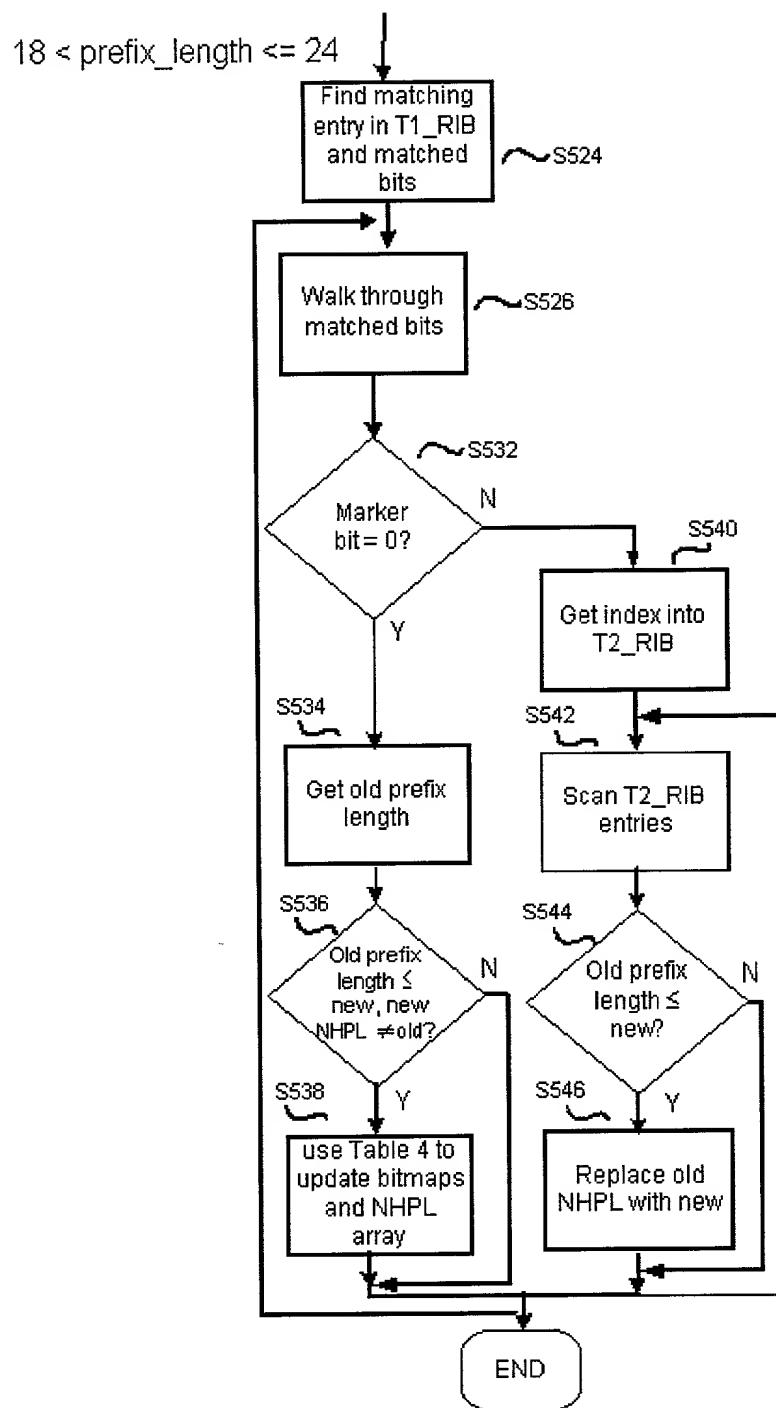 18 < prefix_length <= 24
Find matching
entry in T1_RIB
and matched
bits
S524
Walk through
matched bits
S526
S532
Marker
bit = 0?
N
Y
S540
Get index into
T2_RIB
S534
Get old prefix
length
S542
Scan T2_RIB
entries
S536
Old prefix
length ≤
new, new
NHPL ≠old?
N
Y
S544
Old prefix
length ≤
new?
N
Y
S538
use Table 4 to
update bitmaps
and NHPL
array
S546
Replace old
NHPL with new
END